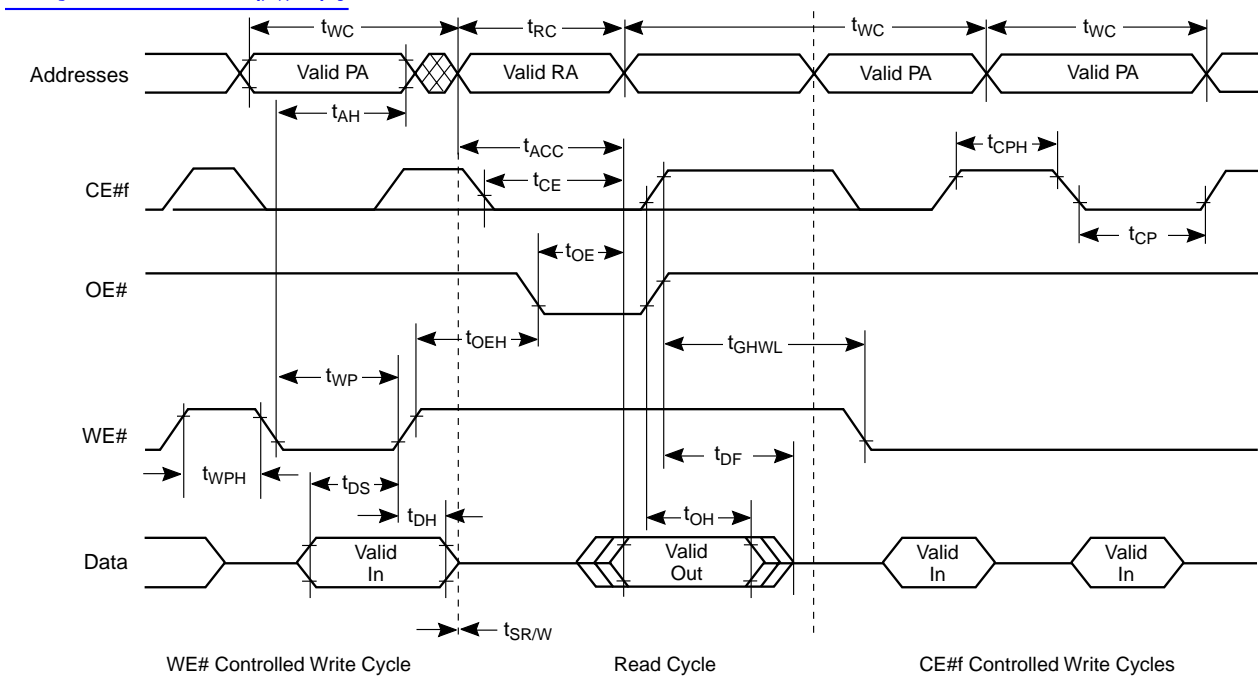 tWC tRC tWC tWC
Addresses Valid PA Valid RA Valid PA Valid PA
tAH
tACC tCPH
CE#f tCE
tCP
tOE
OE#
tOEH tGHWL
tWP
WE#
tDF
tWPH tDS
tDH tOH
Data Valid In Valid Out Valid In Valid In
tSR/W
WE# Controlled Write Cycle Read Cycle CE#f Controlled Write Cycles